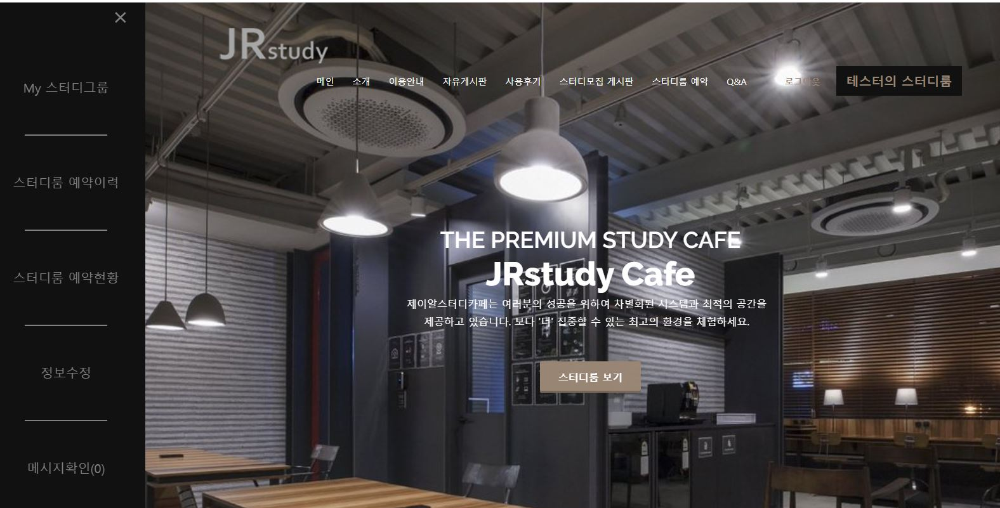 ×
My 스터디그룹
스터디룸 예약이력
스터디룸 예약현황
정보수정
메시지확인(0)
JRstudy
메인 소개 이용안내 자유게시판 사용후기 스터디모집 게시판 스터디룸 예약 Q&A 로그아웃 테스터의 스터디룸
THE PREMIUM STUDY CAFE
JRstudy Cafe
제이알스터디카페는 여러분의 성공을 위하여 차별화된 시스템과 최적의 공간을
제공하고 있습니다. 보다 '더' 집중할 수 있는 최고의 환경을 체험하세요.
스터디룸 보기